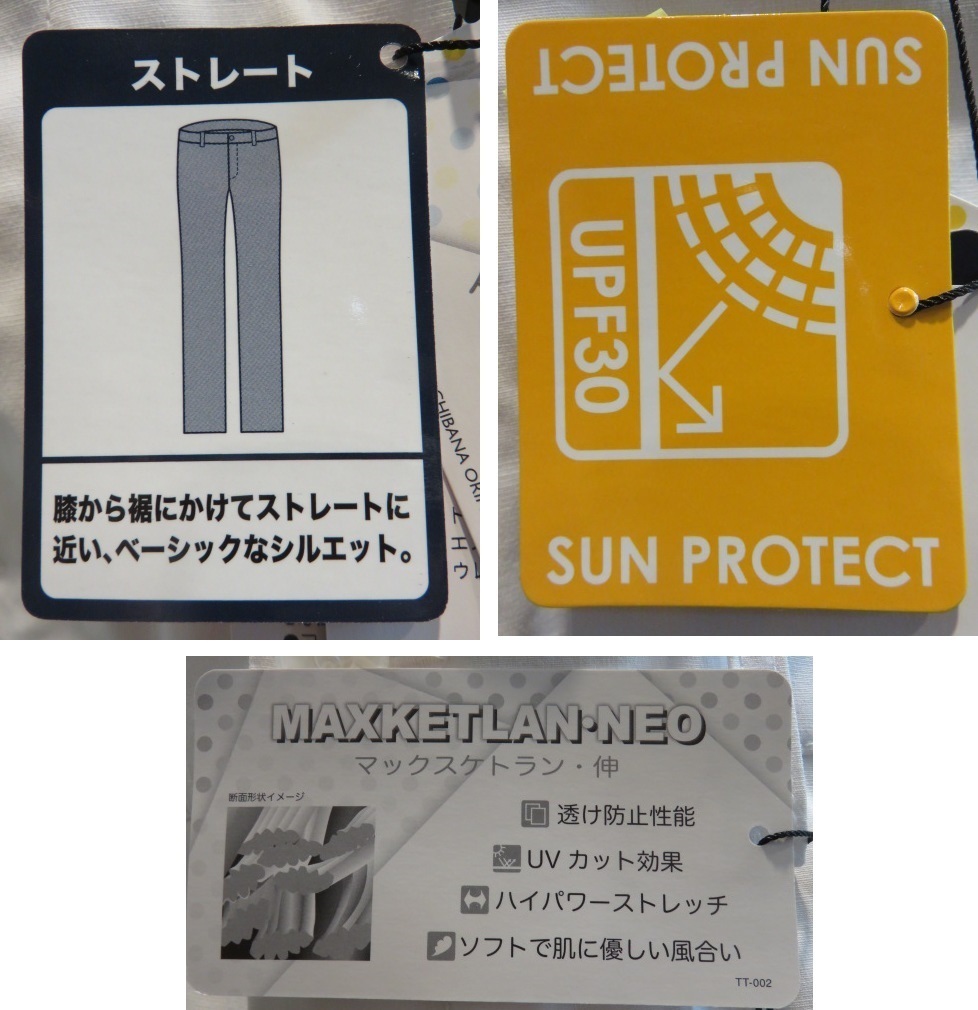 ストレート
膝から裾にかけてストレートに
近い、ベーシックなシルエット。
CHIBANA ORI
SUN PROTECT
UPF30
SUN PROTECT
MAXKETLAN・NEO
マックスケトラン・伸
断面形状イメージ
透け防止性能
UV カット効果
ハイパワーストレッチ
ソフトで肌に優しい風合い
TT-002